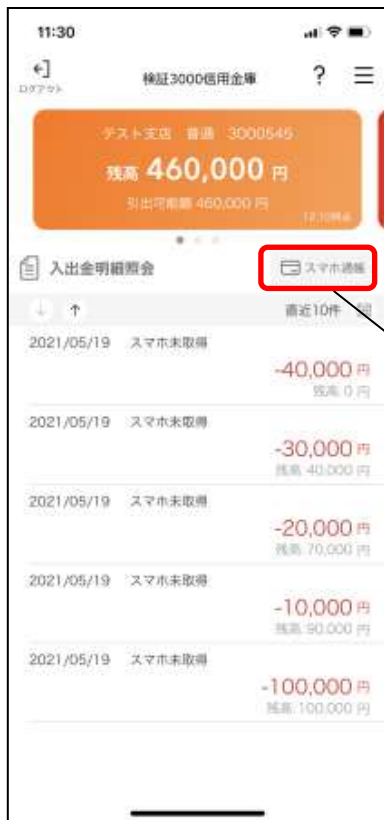 11:30
ログアウト
検証3000信用金庫
?
テスト支店 普通 3000545
残高 460,000 円
引出可能額 460,000 円
入出金明細照会
スマホ通帳
↓ ↑
直近10件
2021/05/19 スマホ未取得
-40,000 円
残高 0 円
2021/05/19 スマホ未取得
-30,000 円
残高 40,000 円
2021/05/19 スマホ未取得
-20,000 円
残高 70,000 円
2021/05/19 スマホ未取得
-10,000 円
残高 90,000 円
2021/05/19 スマホ未取得
-100,000 円
残高 100,000 円